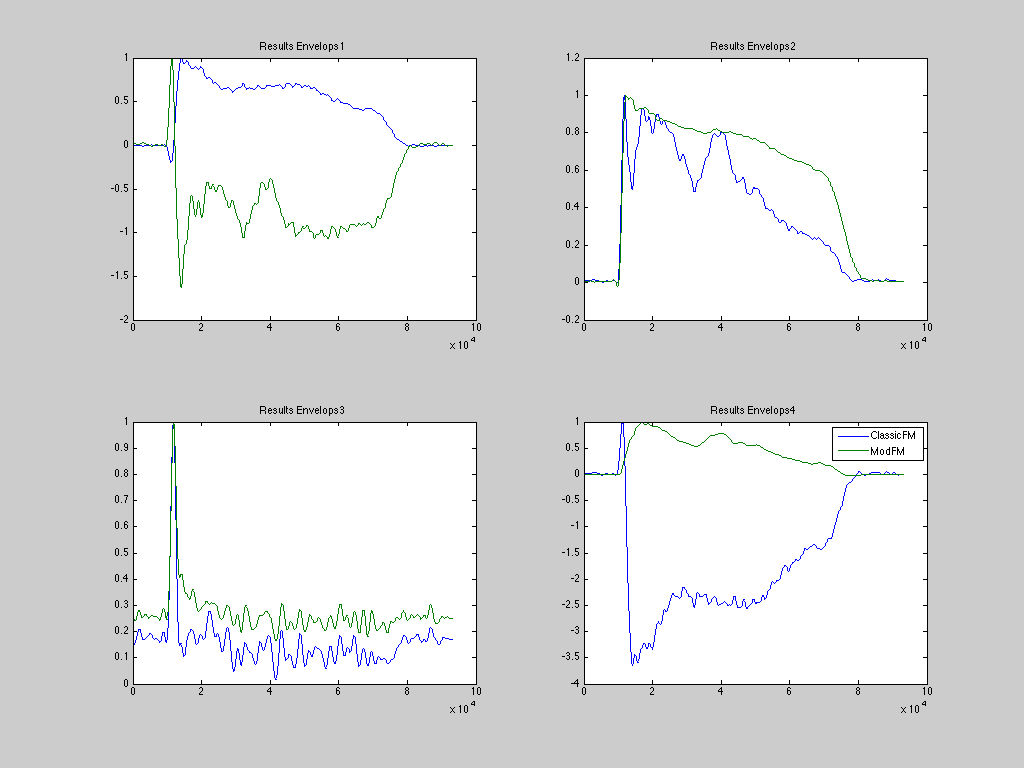 Results Envelops1
1
0.5
0
-0.5
-1
-1.5
-2
0 2 4 6 8 10
x 10^4
Results Envelops2
1.2
1
0.8
0.6
0.4
0.2
0
-0.2
0 2 4 6 8 10
x 10^4
Results Envelops3
1
0.9
0.8
0.7
0.6
0.5
0.4
0.3
0.2
0.1
0
0 2 4 6 8 10
x 10^4
Results Envelops4
1
0.5
0
-0.5
-1
-1.5
-2
-2.5
-3
-3.5
-4
0 2 4 6 8 10
x 10^4
ClassicFM
ModFM